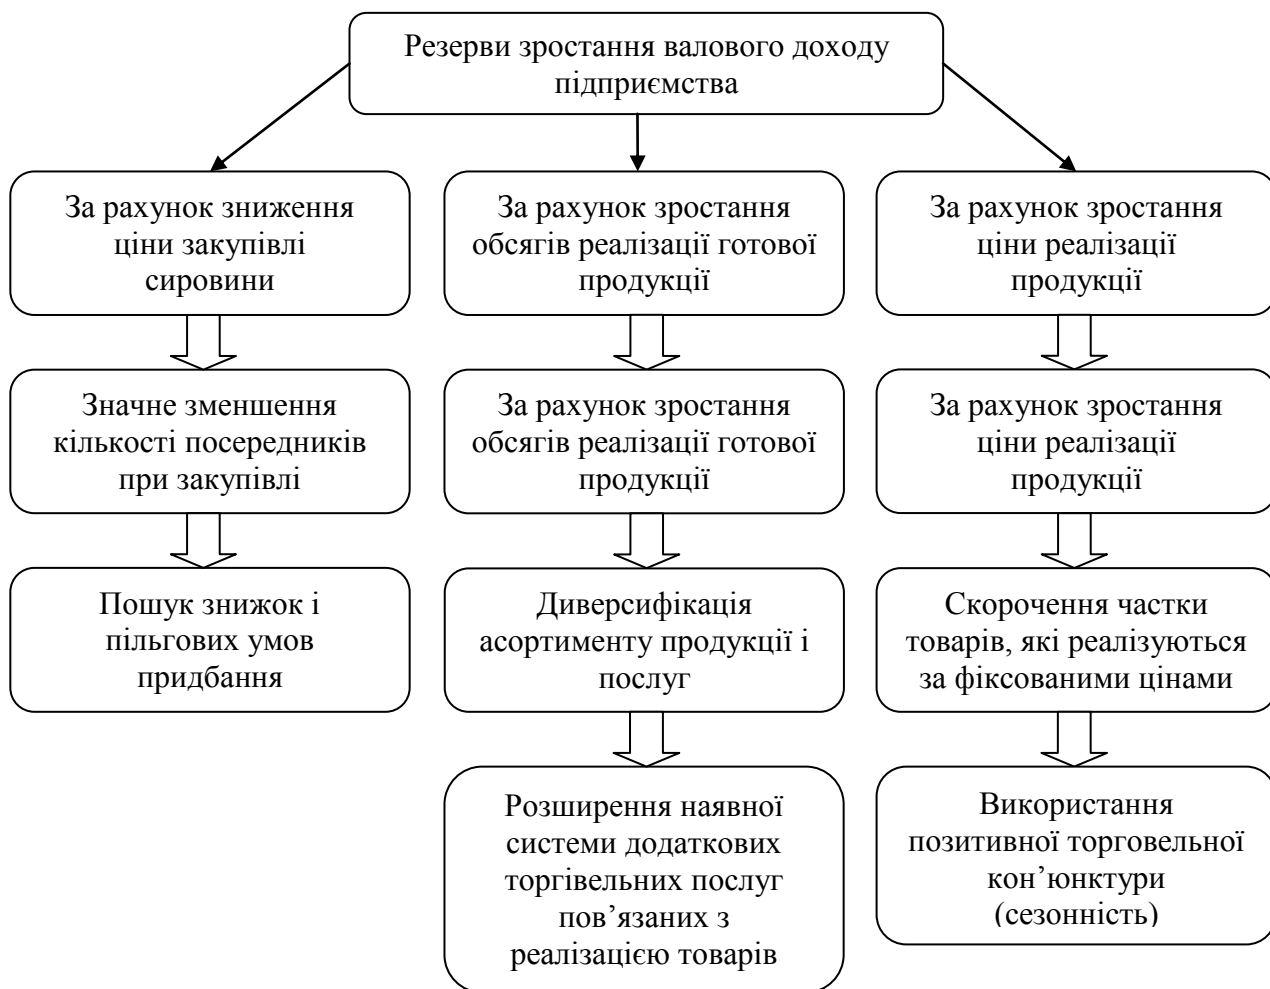 Резерви зростання валового доходу
підприємства
За рахунок зниження
ціни закупівлі
сировини
За рахунок зростання
обсягів реалізації готової
продукції
За рахунок зростання
ціни реалізації
продукції
Значне зменшення
кількості посередників
при закупівлі
За рахунок зростання
обсягів реалізації готової
продукції
За рахунок зростання
ціни реалізації
продукції
Пошук знижок і
пільгових умов
придбання
Диверсифікація
асортименту продукції і
послуг
Скорочення частки
товарів, які реалізуються
за фіксованими цінами
Розширення наявної
системи додаткових
торгівельних послуг
пов’язаних з
реалізацією товарів
Використання
позитивної торговельної
кон’юнктури
(сезонність)